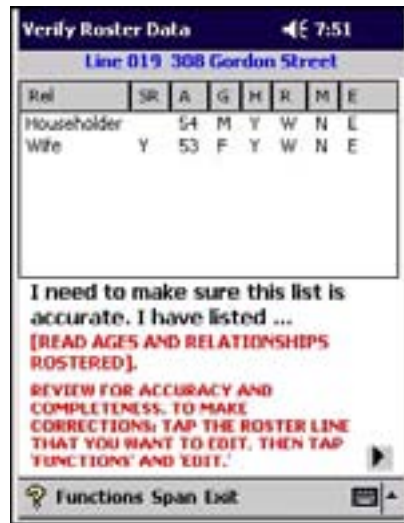 Verify Roster Data 7:51
Line 019 308 Gordon Street
Rel SR A G H R M E
Householder 54 M Y W N E
Wife Y 53 F Y W N E
I need to make sure this list is
accurate. I have listed ...
[READ AGES AND RELATIONSHIPS
ROSTERED].
REVIEW FOR ACCURACY AND
COMPLETENESS. TO MAKE
CORRECTIONS: TAP THE ROSTER LINE
THAT YOU WANT TO EDIT, THEN TAP
'FUNCTIONS' AND 'EDIT.'
Functions Span Exit